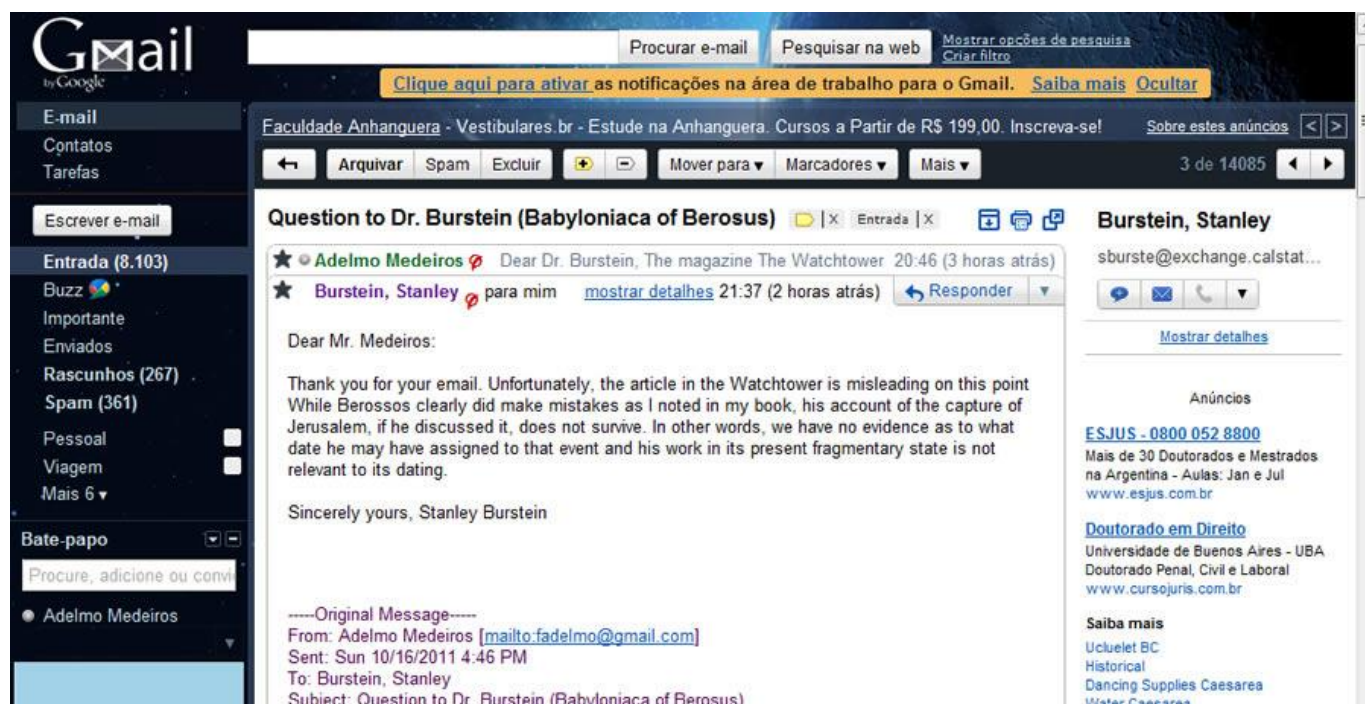 Gmail
by Google
Procurar e-mail Pesquisar na web Mostrar opções de pesquisa
Criar filtro
Clique aqui para ativar as notificações na área de trabalho para o Gmail. Saiba mais Ocultar
E-mail
Contatos
Tarefas
Escrever e-mail
Entrada (8.103)
Buzz
Importante
Enviados
Rascunhos (267)
Spam (361)
Pessoal
Viagem
Mais 6 ▾
Bate-papo
Procure, adicione ou convi
Adelmo Medeiros
Faculdade Anhanguera - Vestibulares.br - Estude na Anhanguera. Cursos a Partir de R$ 199,00. Inscreva-se! Sobre estes anúncios < >
Arquivar Spam Excluir Mover para ▾ Marcadores ▾ Mais ▾ 3 de 14085
Question to Dr. Burstein (Babyloniaca of Berosus) | X Entrada | X
Adelmo Medeiros Dear Dr. Burstein, The magazine The Watchtower 20:46 (3 horas atrás)
Burstein, Stanley para mim mostrar detalhes 21:37 (2 horas atrás) Responder
Dear Mr. Medeiros:
Thank you for your email. Unfortunately, the article in the Watchtower is misleading on this point
While Berossos clearly did make mistakes as I noted in my book, his account of the capture of
Jerusalem, if he discussed it, does not survive. In other words, we have no evidence as to what
date he may have assigned to that event and his work in its present fragmentary state is not
relevant to its dating.
Sincerely yours, Stanley Burstein
-----Original Message-----
From: Adelmo Medeiros [mailto:fadelmo@gmail.com]
Sent: Sun 10/16/2011 4:46 PM
To: Burstein, Stanley
Subject: Question to Dr. Burstein (Babyloniaca of Berosus)
Burstein, Stanley
sburste@exchange.calstat...
Mostrar detalhes
Anúncios
ESJUS - 0800 052 8800
Mais de 30 Doutorados e Mestrados
na Argentina - Aulas: Jan e Jul
www.esjus.com.br
Doutorado em Direito
Universidade de Buenos Aires - UBA
Doutorado Penal, Civil e Laboral
www.cursojuris.com.br
Saiba mais
Ucluelet BC
Historical
Dancing Supplies Caesarea
Water Caesarea